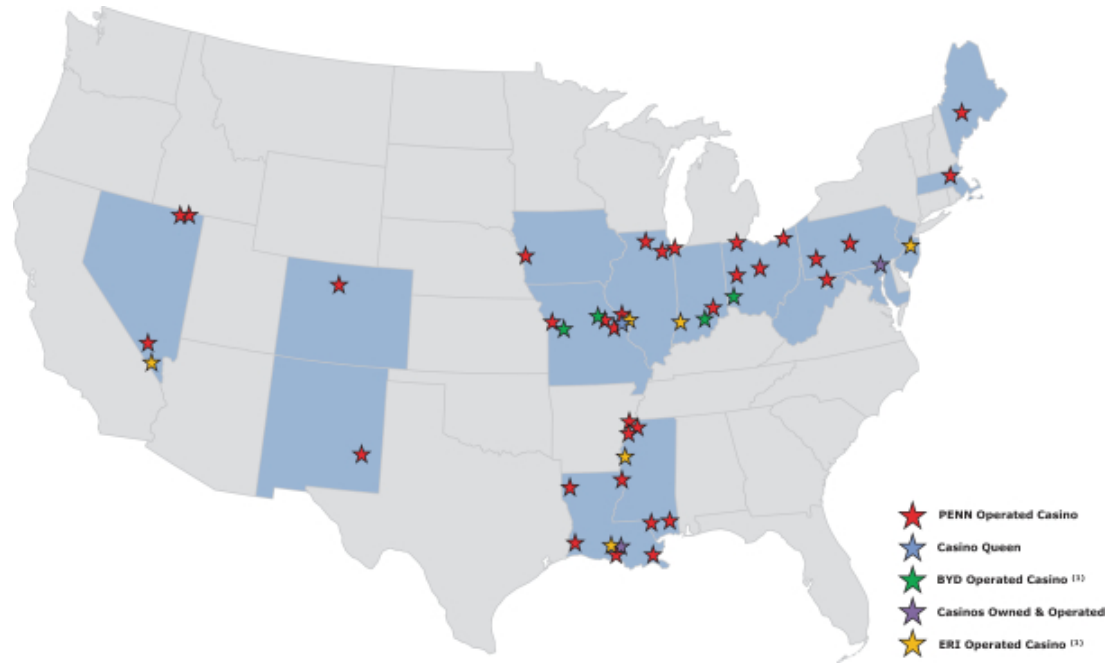 PENN Operated Casino
Casino Queen
BYD Operated Casino (1)
Casinos Owned & Operated
ERI Operated Casino (1)